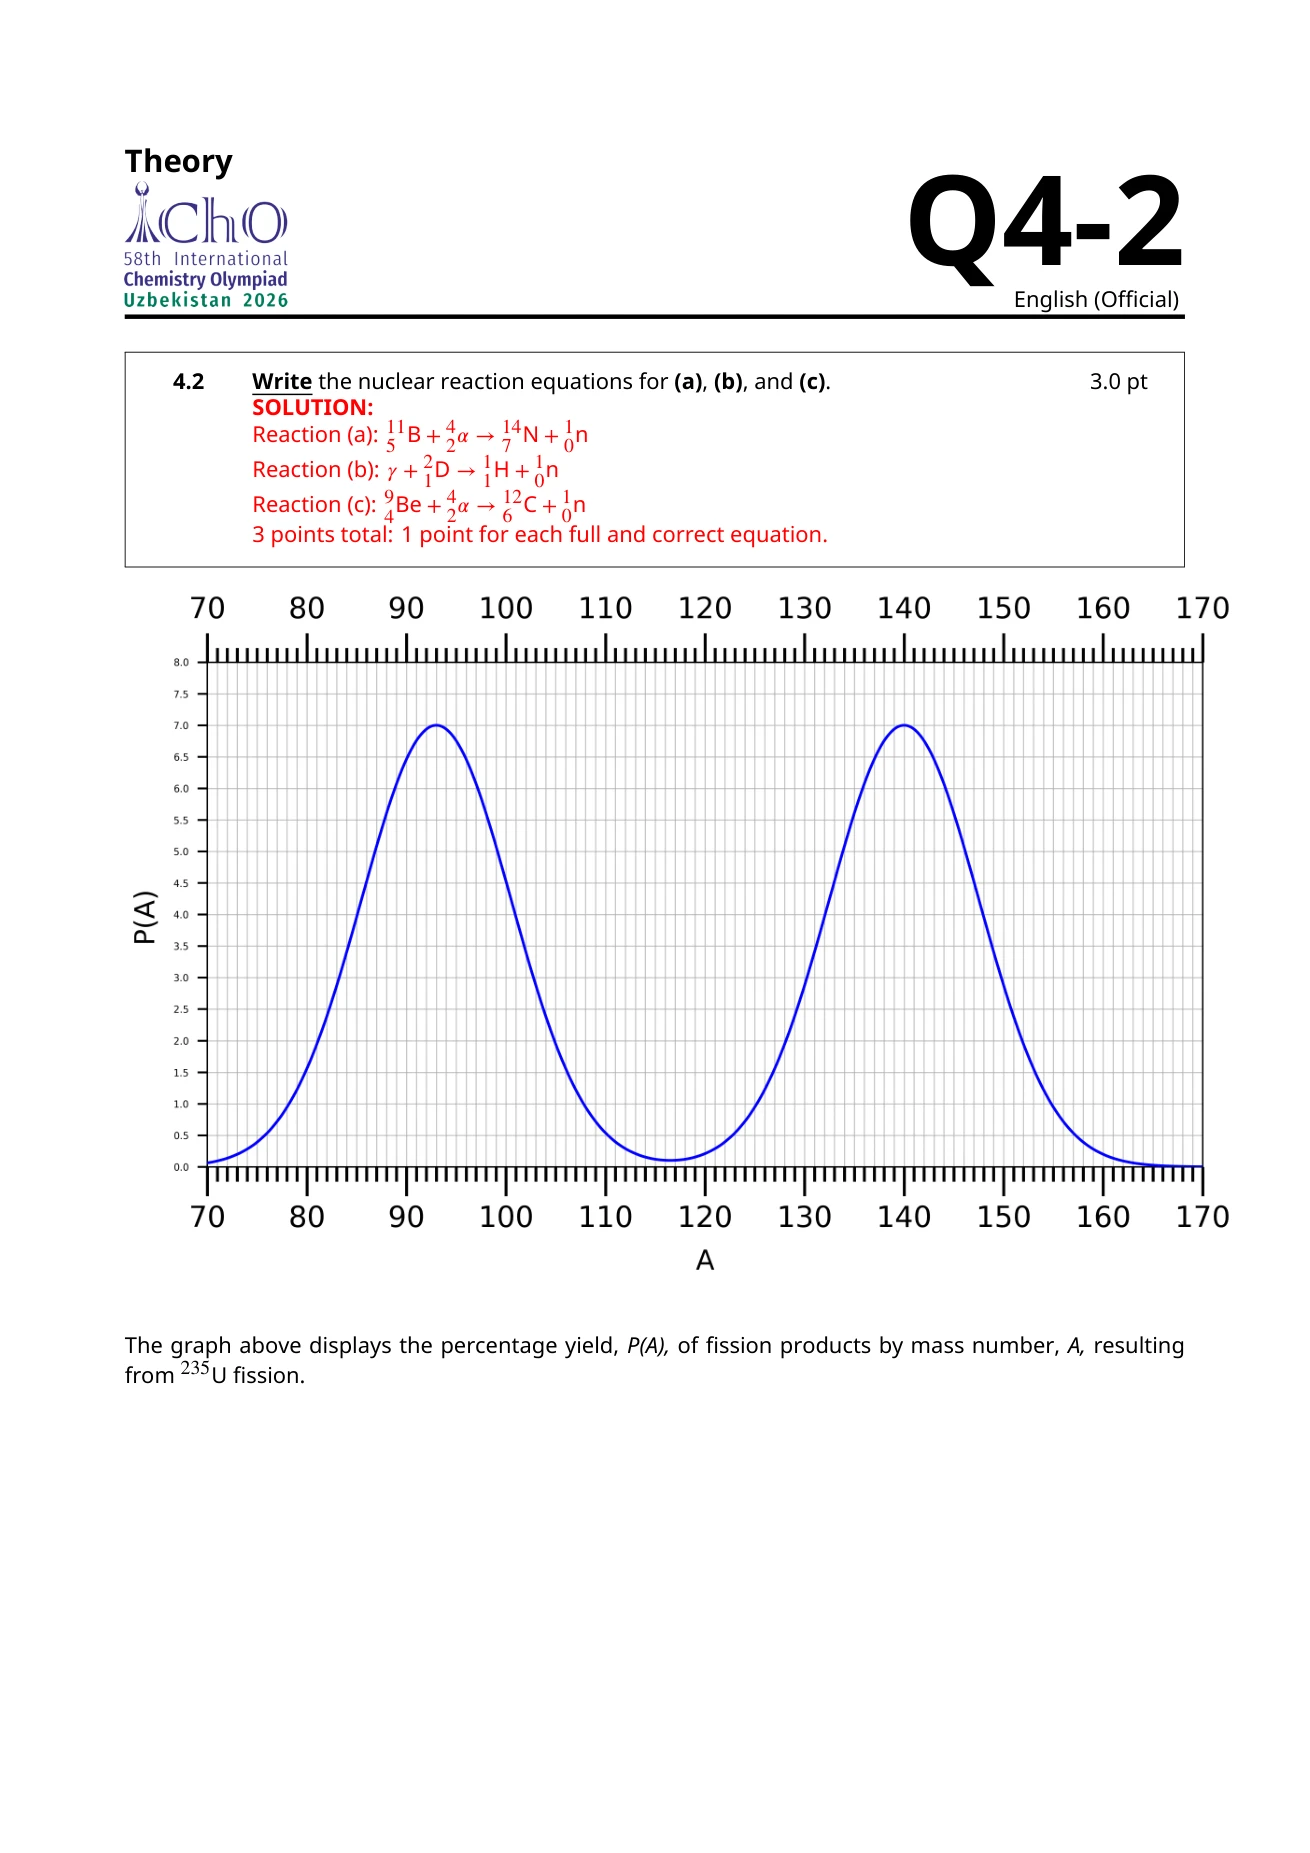 Theory
IChO
58th International
Chemistry Olympiad
Uzbekistan 2026
Q4-2
English (Official)
4.2 Write the nuclear reaction equations for (a), (b), and (c). 3.0 pt
SOLUTION:
Reaction (a): ¹¹₅B + ⁴₂α → ¹⁴₇N + ¹₀n
Reaction (b): γ + ²₁D → ¹₁H + ¹₀n
Reaction (c): ⁹₄Be + ⁴₂α → ¹²₆C + ¹₀n
3 points total: 1 point for each full and correct equation.
70 80 90 100 110 120 130 140 150 160 170
8.0
7.5
7.0
6.5
6.0
5.5
5.0
4.5
4.0
3.5
3.0
2.5
2.0
1.5
1.0
0.5
0.0
P(A)
70 80 90 100 110 120 130 140 150 160 170
A
The graph above displays the percentage yield, P(A), of fission products by mass number, A, resulting
from ²³⁵U fission.